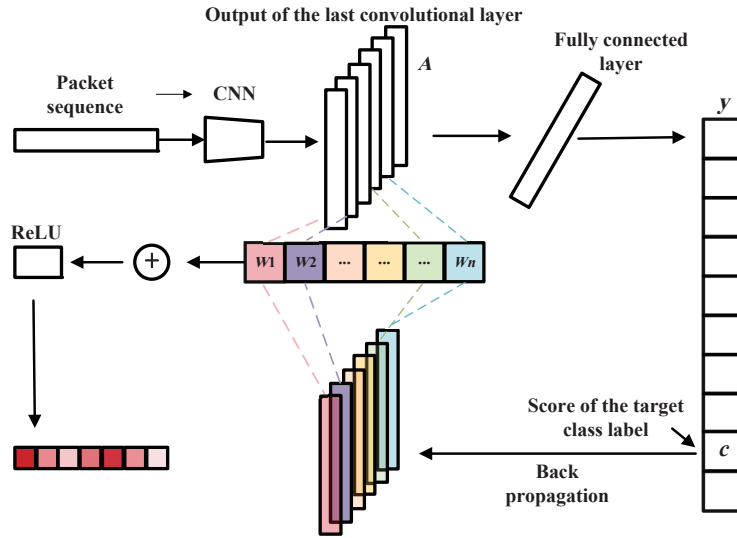 Output of the last convolutional layer
Packet
sequence
CNN
A
Fully connected
layer
y
ReLU
+
W1 W2 ... ... ... Wn
Score of the target
class label
c
Back
propagation